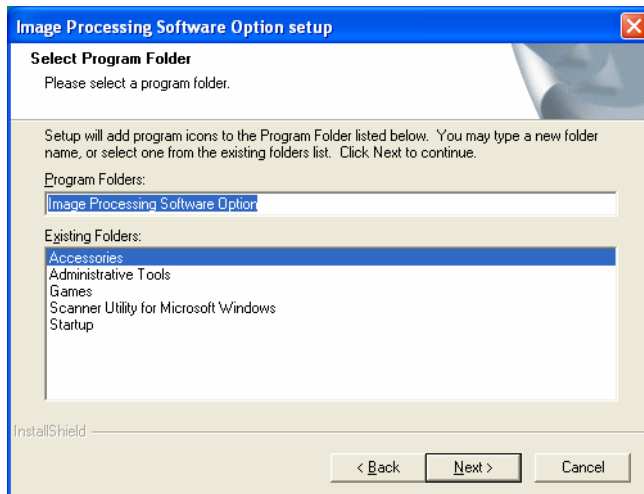 Image Processing Software Option setup
Select Program Folder
Please select a program folder.
Setup will add program icons to the Program Folder listed below. You may type a new folder
name, or select one from the existing folders list. Click Next to continue.
Program Folders:
Image Processing Software Option
Existing Folders:
Accessories
Administrative Tools
Games
Scanner Utility for Microsoft Windows
Startup
InstallShield
< Back Next > Cancel